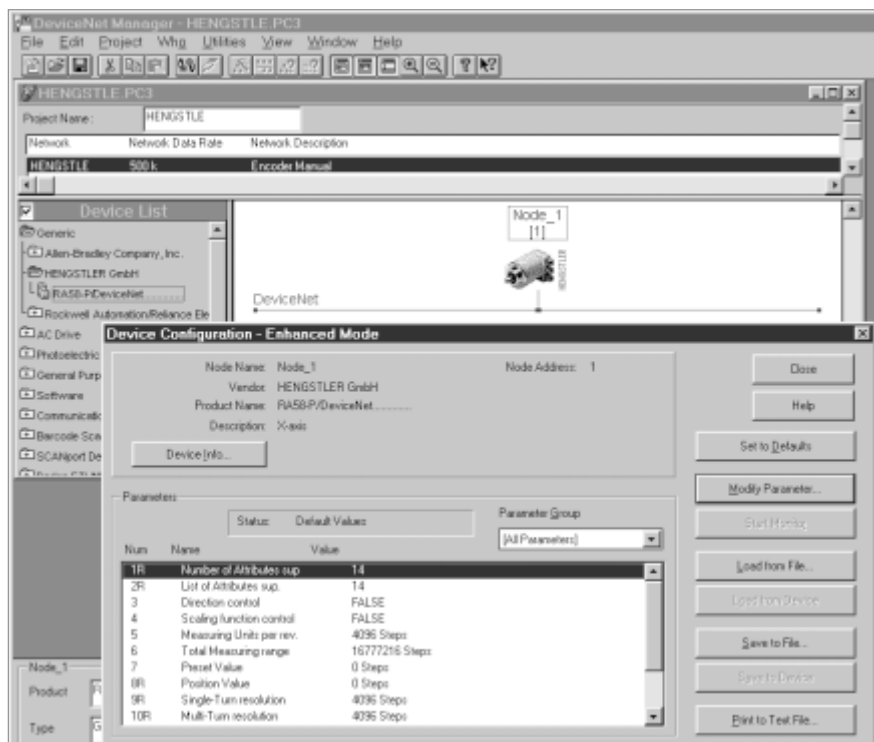 DeviceNet Manager - HENGSTLE.PC3
File Edit Project Who Utilities View Window Help
HENGSTLE.PC3
Project Name: HENGSTLE
Network Network Data Rate Network Description
HENGSTLE 500 k Encoder Manual
Device List
Generic
Allen-Bradley Company, Inc.
HENGSTLER GmbH
RA58-P/DeviceNet.............
Rockwell Automation/Reliance Ele
AC Drive
Photoelectric
General Purp
Software
Communicatio
Barcode Sca
SCANport De
Node_1
[1]
HENGSTLER
DeviceNet
Device Configuration - Enhanced Mode
Node Name: Node_1 Node Address: 1
Vendor: HENGSTLER GmbH
Product Name: RA58-P/DeviceNet.............
Description: X-axis
Device Info...
Close
Help
Set to Defaults
Modify Parameter...
Start Monitor
Load from File...
Load from Device
Save to File...
Save to Device
Print to Text File...
Parameters
Status: Default Values
Parameter Group
[All Parameters]
Num Name Value
1R Number of Attributes sup 14
2R List of Attributes sup. 14
3 Direction control FALSE
4 Scaling function control FALSE
5 Measuring Units per rev. 4096 Steps
6 Total Measuring range 16777216 Steps
7 Preset Value 0 Steps
8R Position Value 0 Steps
9R Single-Turn resolution 4096 Steps
10R Multi-Turn resolution 4096 Steps
Node_1
Product
Type G